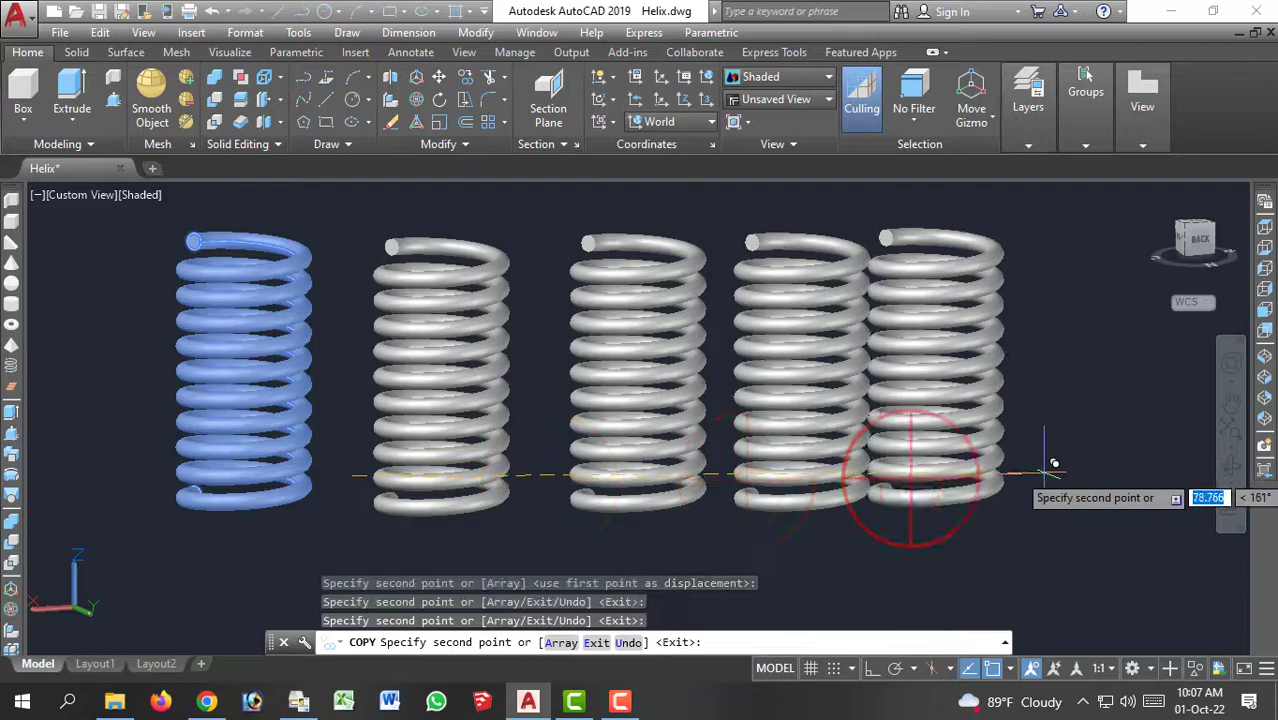 A Autodesk AutoCAD 2019 Helix.dwg Type a keyword or phrase Sign In ?
File Edit View Insert Format Tools Draw Dimension Modify Window Help Express Parametric
Home Solid Surface Mesh Visualize Parametric Insert Annotate View Manage Output Add-ins Collaborate Express Tools Featured Apps
Box Extrude Smooth Object Section Plane Shaded Unsaved View World Culling No Filter Move Gizmo Layers Groups View
Modeling Mesh Solid Editing Draw Modify Section Coordinates View Selection
Helix*
[−][Custom View][Shaded]
BACK
WCS
Specify second point or 78.766 < 161°
Z
X Y
Specify second point or [Array] <use first point as displacement>:
Specify second point or [Array/Exit/Undo] <Exit>:
Specify second point or [Array/Exit/Undo] <Exit>:
COPY Specify second point or [Array Exit Undo] <Exit>:
Model Layout1 Layout2 MODEL 1:1
89°F Cloudy 10:07 AM
01-Oct-22